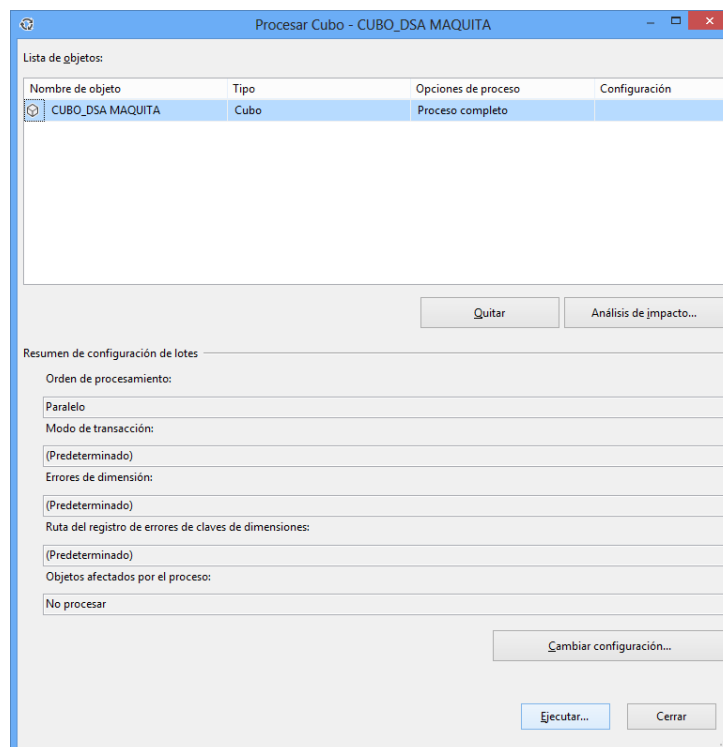 Procesar Cubo - CUBO_DSA MAQUITA
Lista de objetos:
Nombre de objeto Tipo Opciones de proceso Configuración
CUBO_DSA MAQUITA Cubo Proceso completo
Quitar Análisis de impacto...
Resumen de configuración de lotes
Orden de procesamiento:
Paralelo
Modo de transacción:
(Predeterminado)
Errores de dimensión:
(Predeterminado)
Ruta del registro de errores de claves de dimensiones:
(Predeterminado)
Objetos afectados por el proceso:
No procesar
Cambiar configuración...
Ejecutar... Cerrar